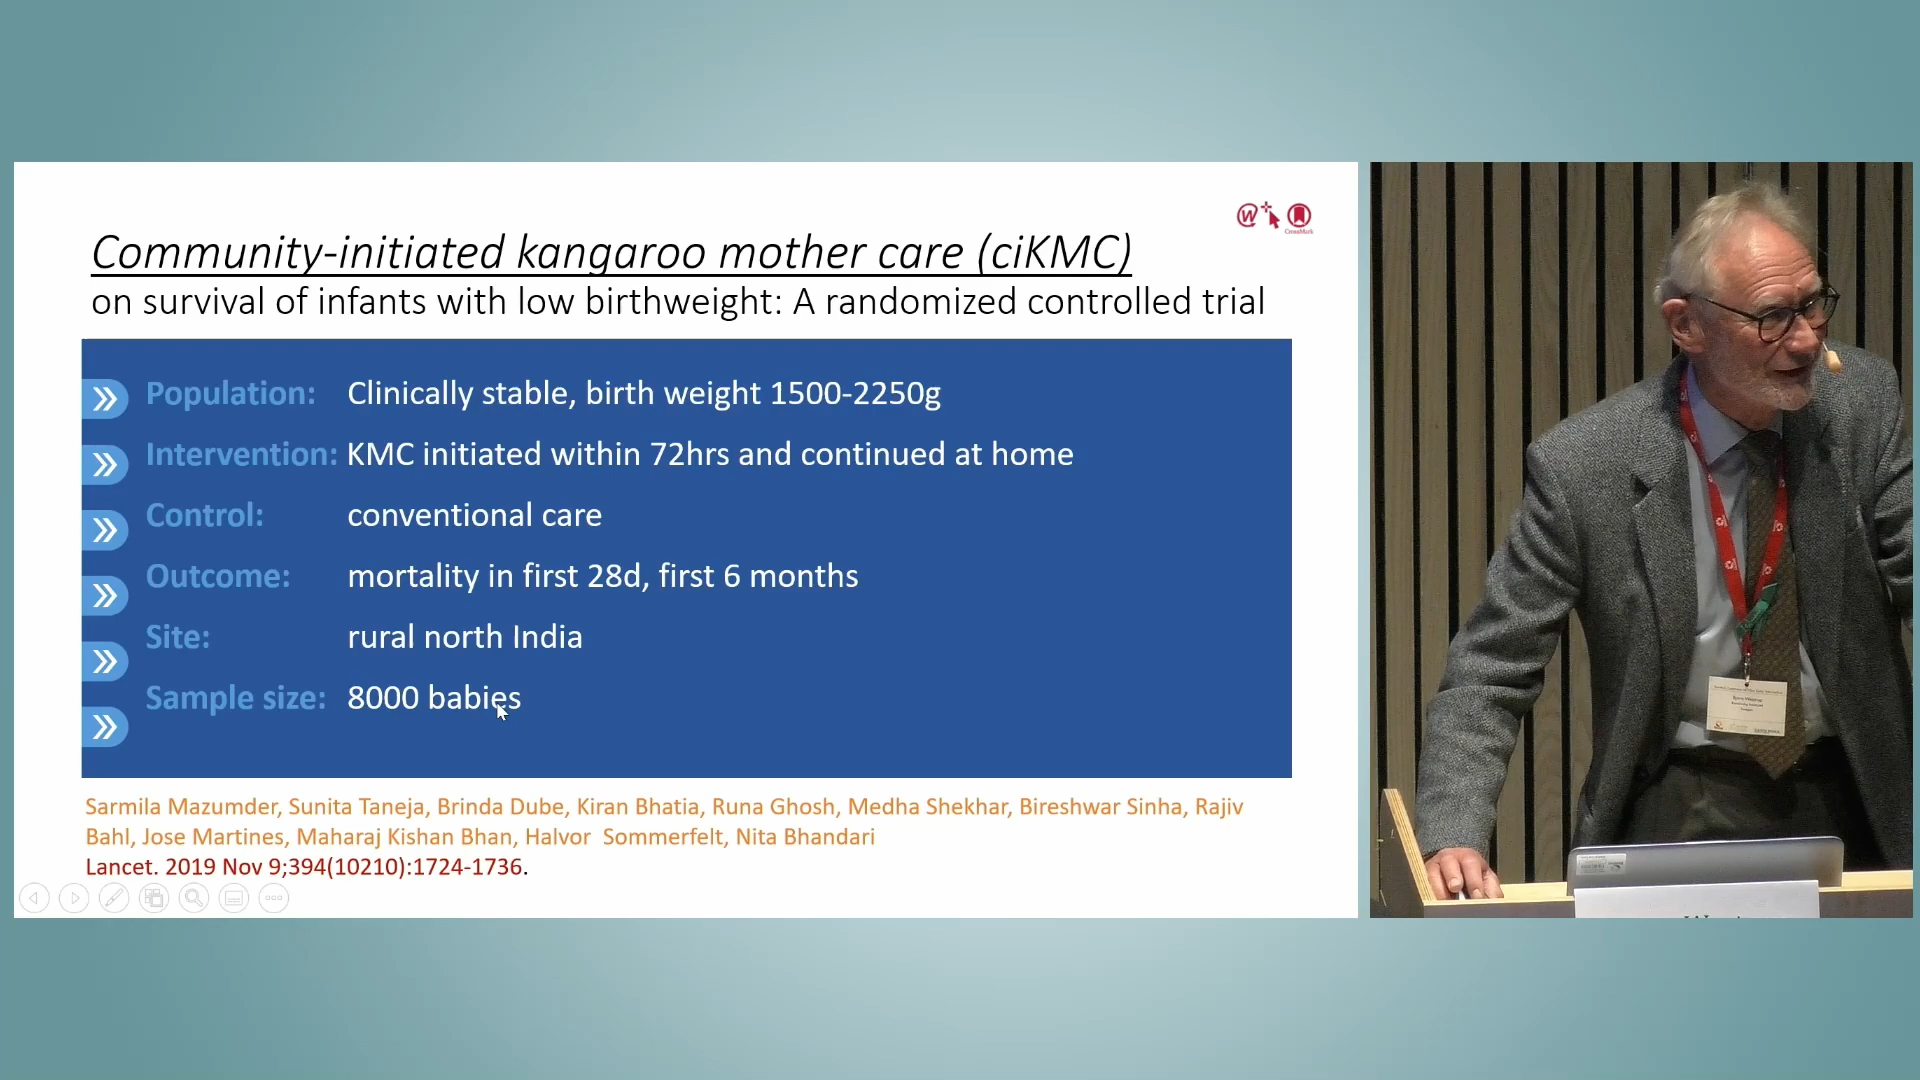 Community-initiated kangaroo mother care (ciKMC)
on survival of infants with low birthweight: A randomized controlled trial
CrossMark
Population: Clinically stable, birth weight 1500-2250g
Intervention: KMC initiated within 72hrs and continued at home
Control: conventional care
Outcome: mortality in first 28d, first 6 months
Site: rural north India
Sample size: 8000 babies
Sarmila Mazumder, Sunita Taneja, Brinda Dube, Kiran Bhatia, Runa Ghosh, Medha Shekhar, Bireshwar Sinha, Rajiv
Bahl, Jose Martines, Maharaj Kishan Bhan, Halvor Sommerfelt, Nita Bhandari
Lancet. 2019 Nov 9;394(10210):1724-1736.